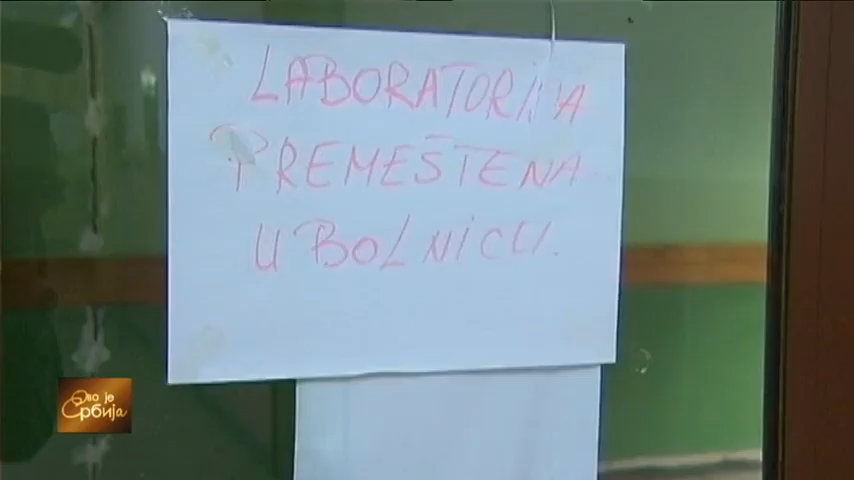 LABORATORIJA
PREMEŠTENA
U BOLNICU.
Ово је
Србија